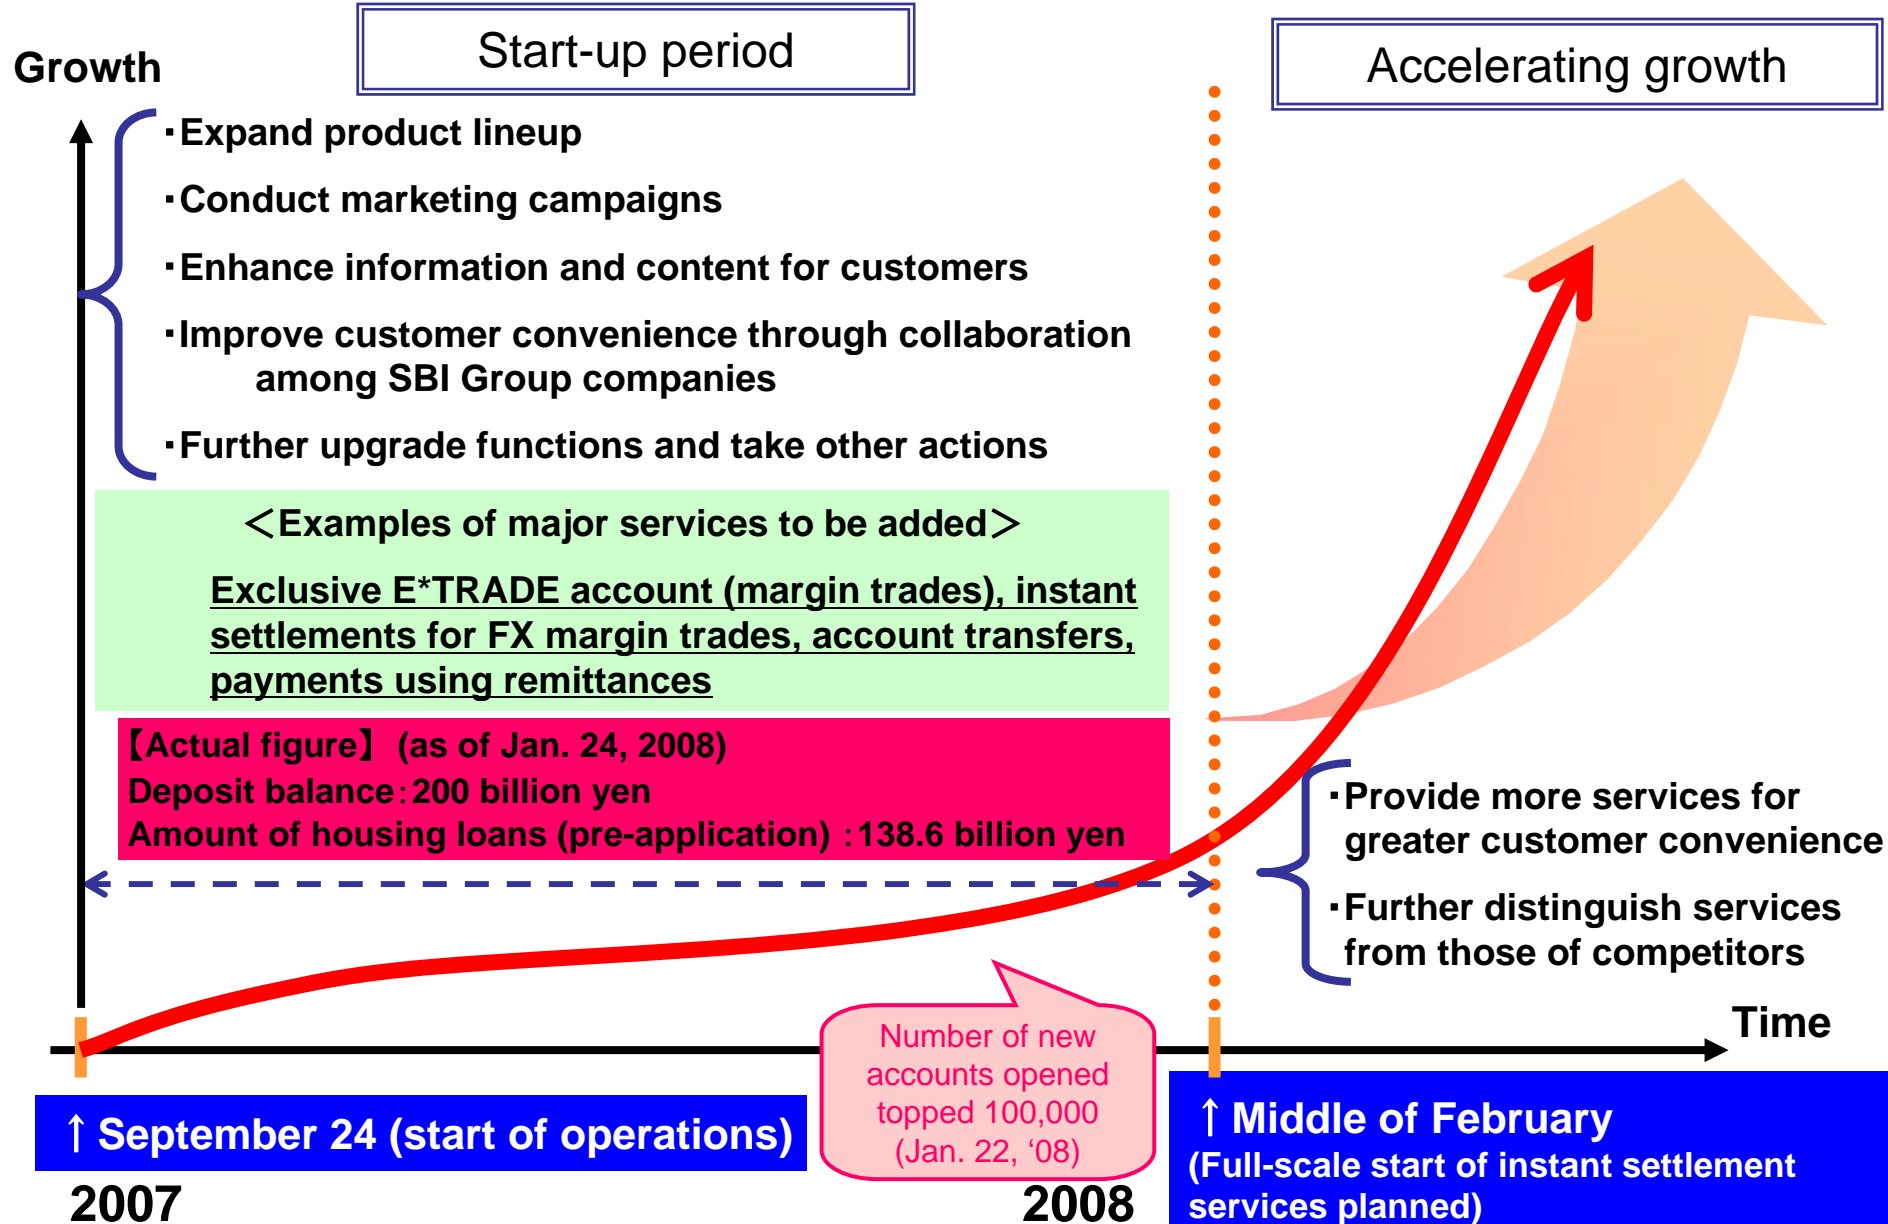 Start-up period
Accelerating growth
Growth
・Expand product lineup
・Conduct marketing campaigns
・Enhance information and content for customers
・Improve customer convenience through collaboration
among SBI Group companies
・Further upgrade functions and take other actions
＜Examples of major services to be added＞
Exclusive E*TRADE account (margin trades), instant
settlements for FX margin trades, account transfers,
payments using remittances
【Actual figure】 (as of Jan. 24, 2008)
Deposit balance：200 billion yen
Amount of housing loans (pre-application)：138.6 billion yen
・Provide more services for
greater customer convenience
・Further distinguish services
from those of competitors
Time
Number of new
accounts opened
topped 100,000
(Jan. 22, ‘08)
↑September 24 (start of operations)
↑Middle of February
(Full-scale start of instant settlement
services planned)
2007
2008